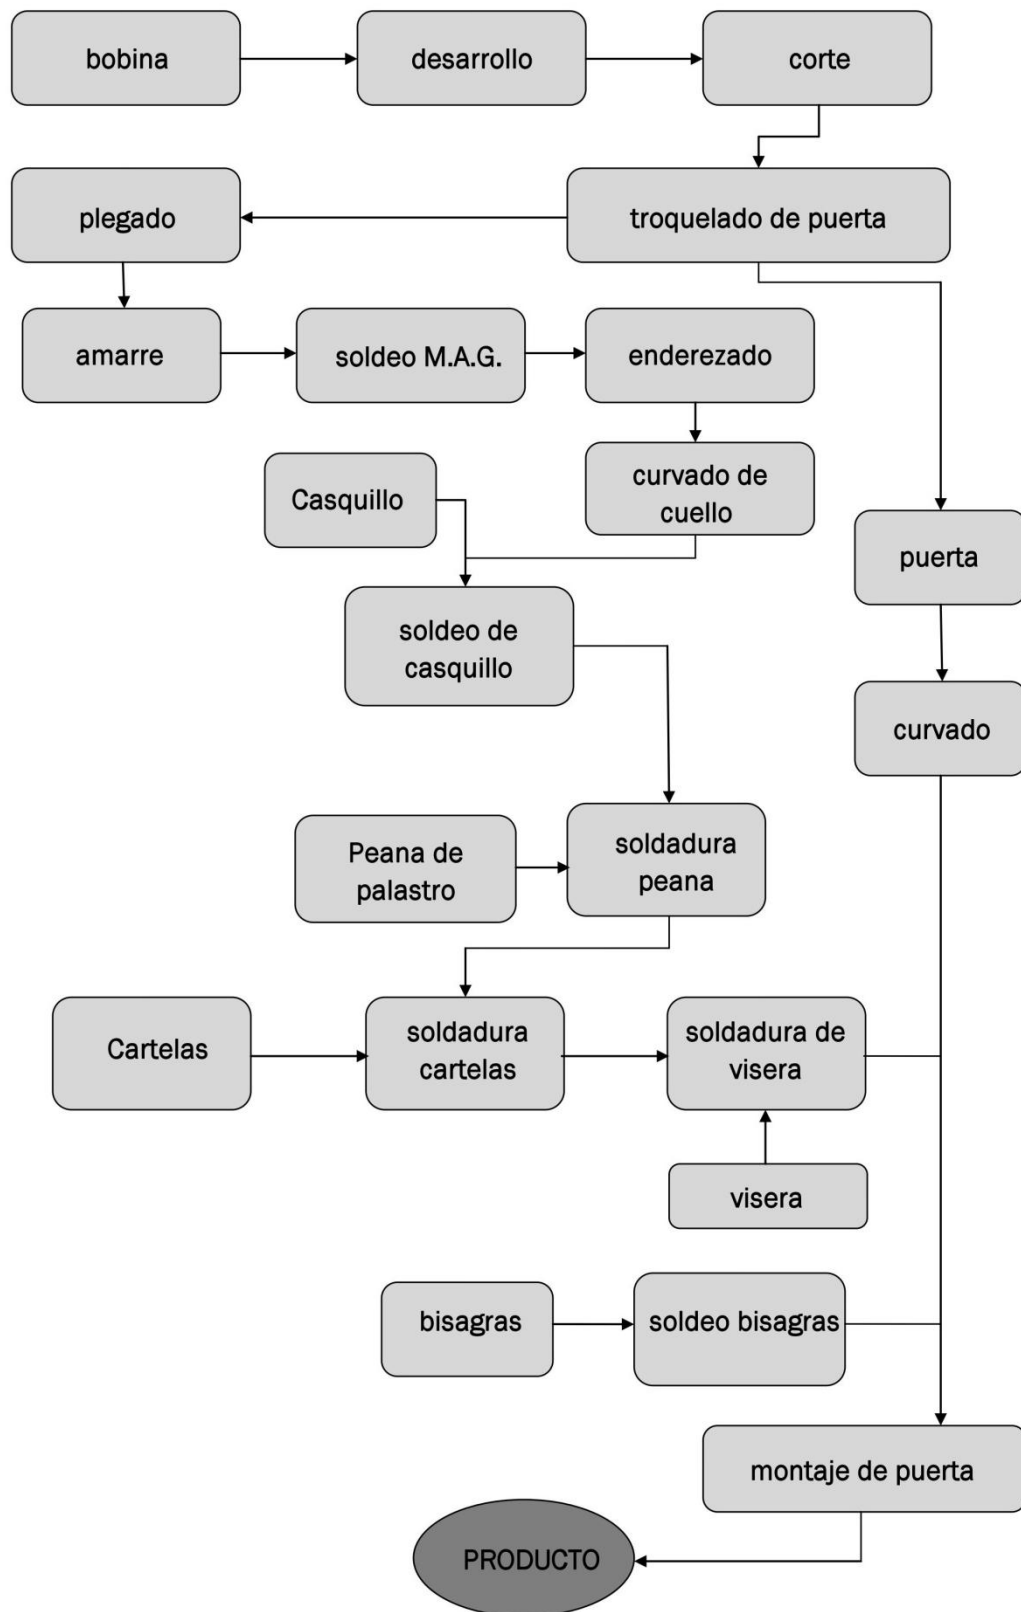 bobina
desarrollo
corte
plegado
troquelado de puerta
amarre
soldeo M.A.G.
enderezado
Casquillo
curvado de
cuello
puerta
soldeo de
casquillo
curvado
Peana de
palastro
soldadura
peana
Cartelas
soldadura
cartelas
soldadura de
visera
visera
bisagras
soldeo bisagras
montaje de puerta
PRODUCTO